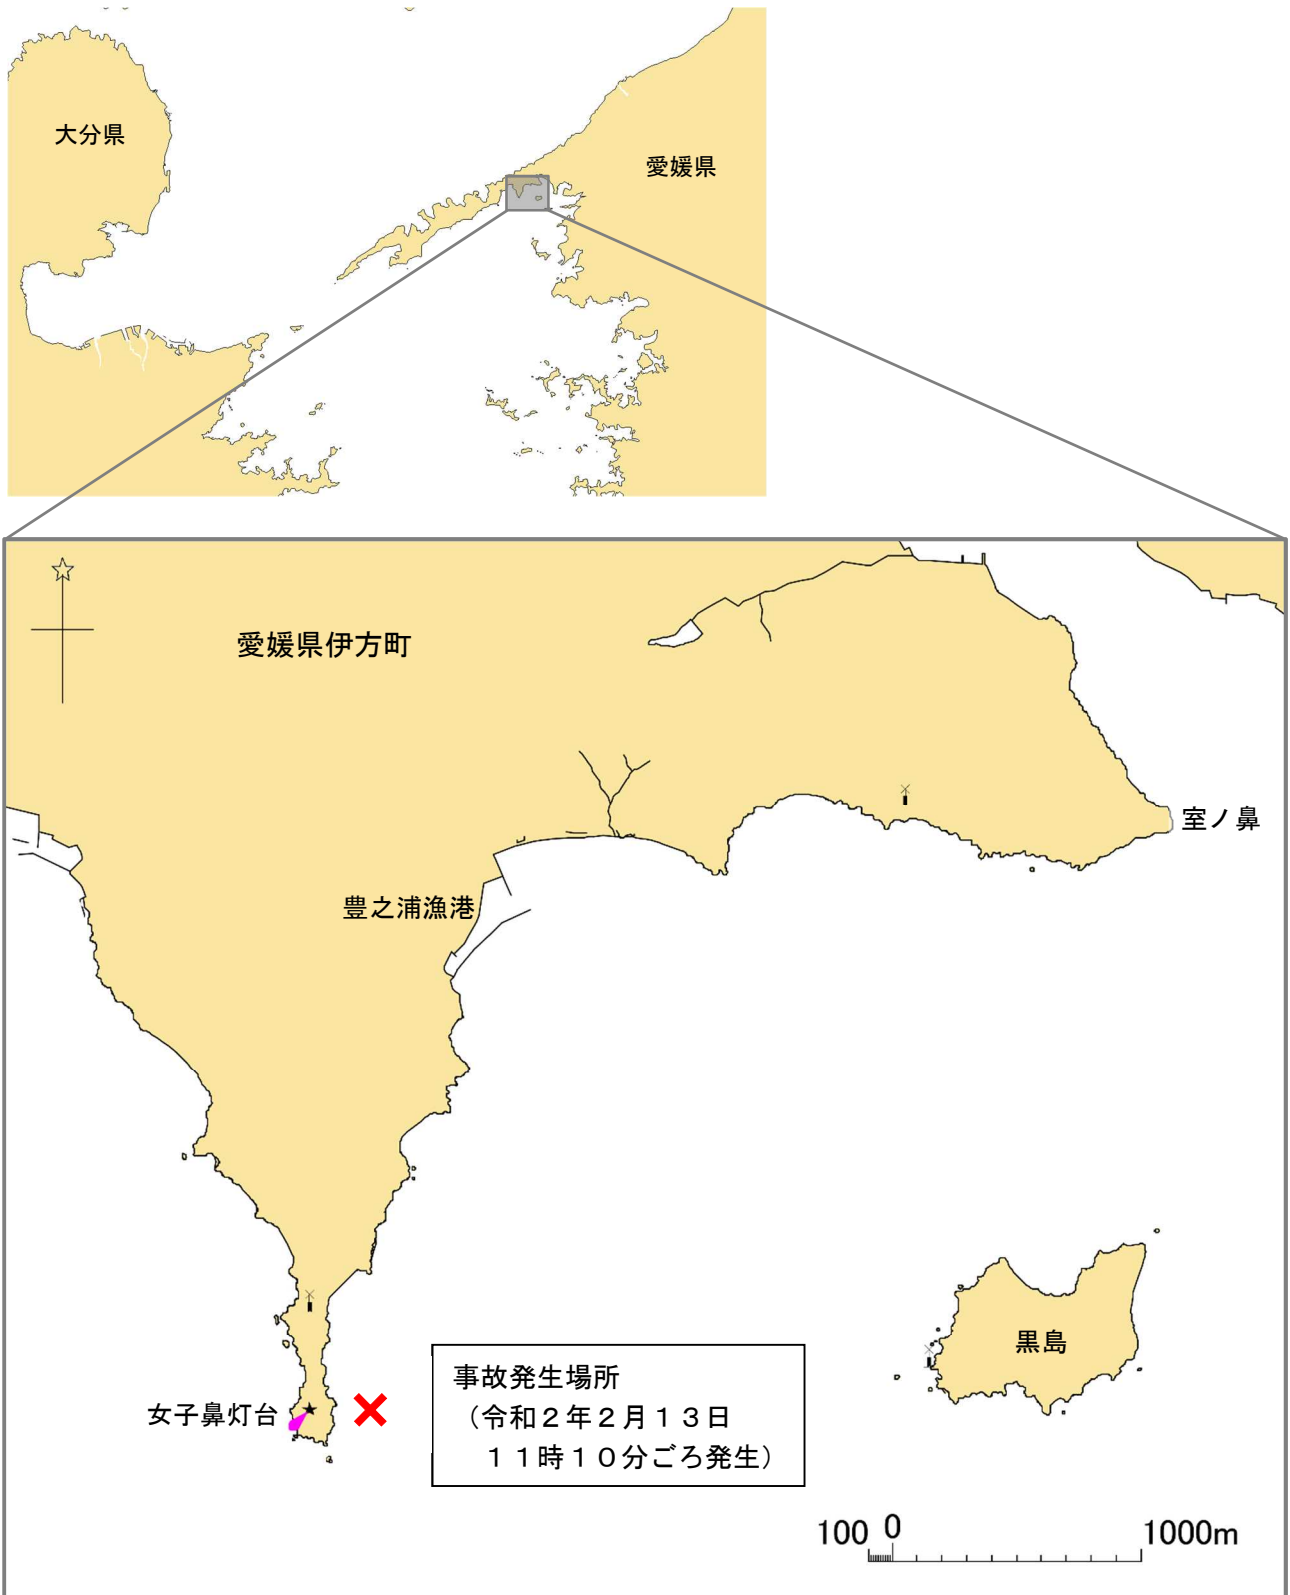 大分県
愛媛県
愛媛県伊方町
室ノ鼻
豊之浦漁港
黒島
事故発生場所
（令和２年２月１３日
１１時１０分ごろ発生）
女子鼻灯台
100 0 1000m